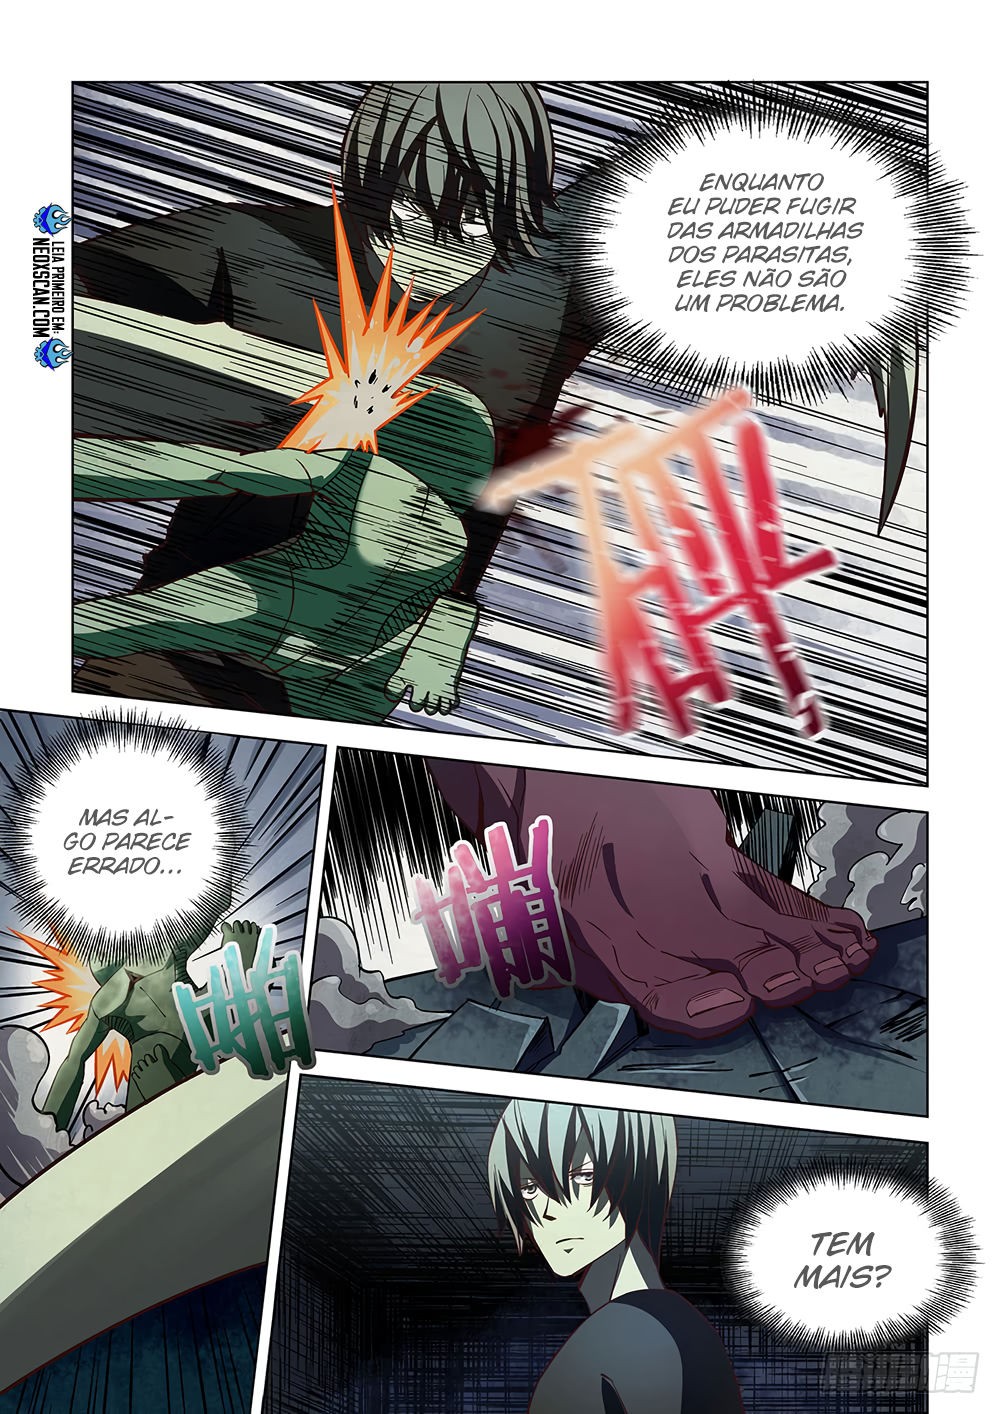 LEIA PRIMEIRO EM:
NEOXSCAN.COM
ENQUANTO
EU PUDER FUGIR
DAS ARMADILHAS
DOS PARASITAS,
ELES NÃO SÃO
UM PROBLEMA.
MAS AL-
GO PARECE
ERRADO...
TEM
MAIS?